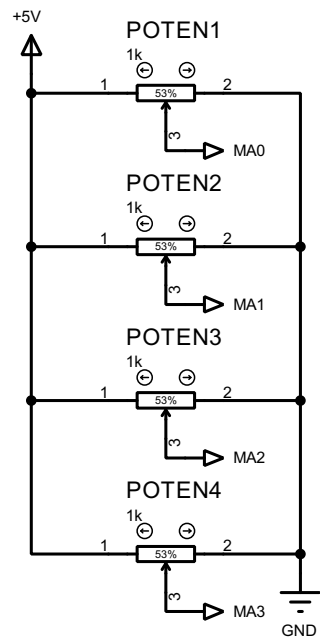 +5V
POTEN1
1k
1 53% 2
3
MA0
POTEN2
1k
1 53% 2
3
MA1
POTEN3
1k
1 53% 2
3
MA2
POTEN4
1k
1 53% 2
3
MA3
GND